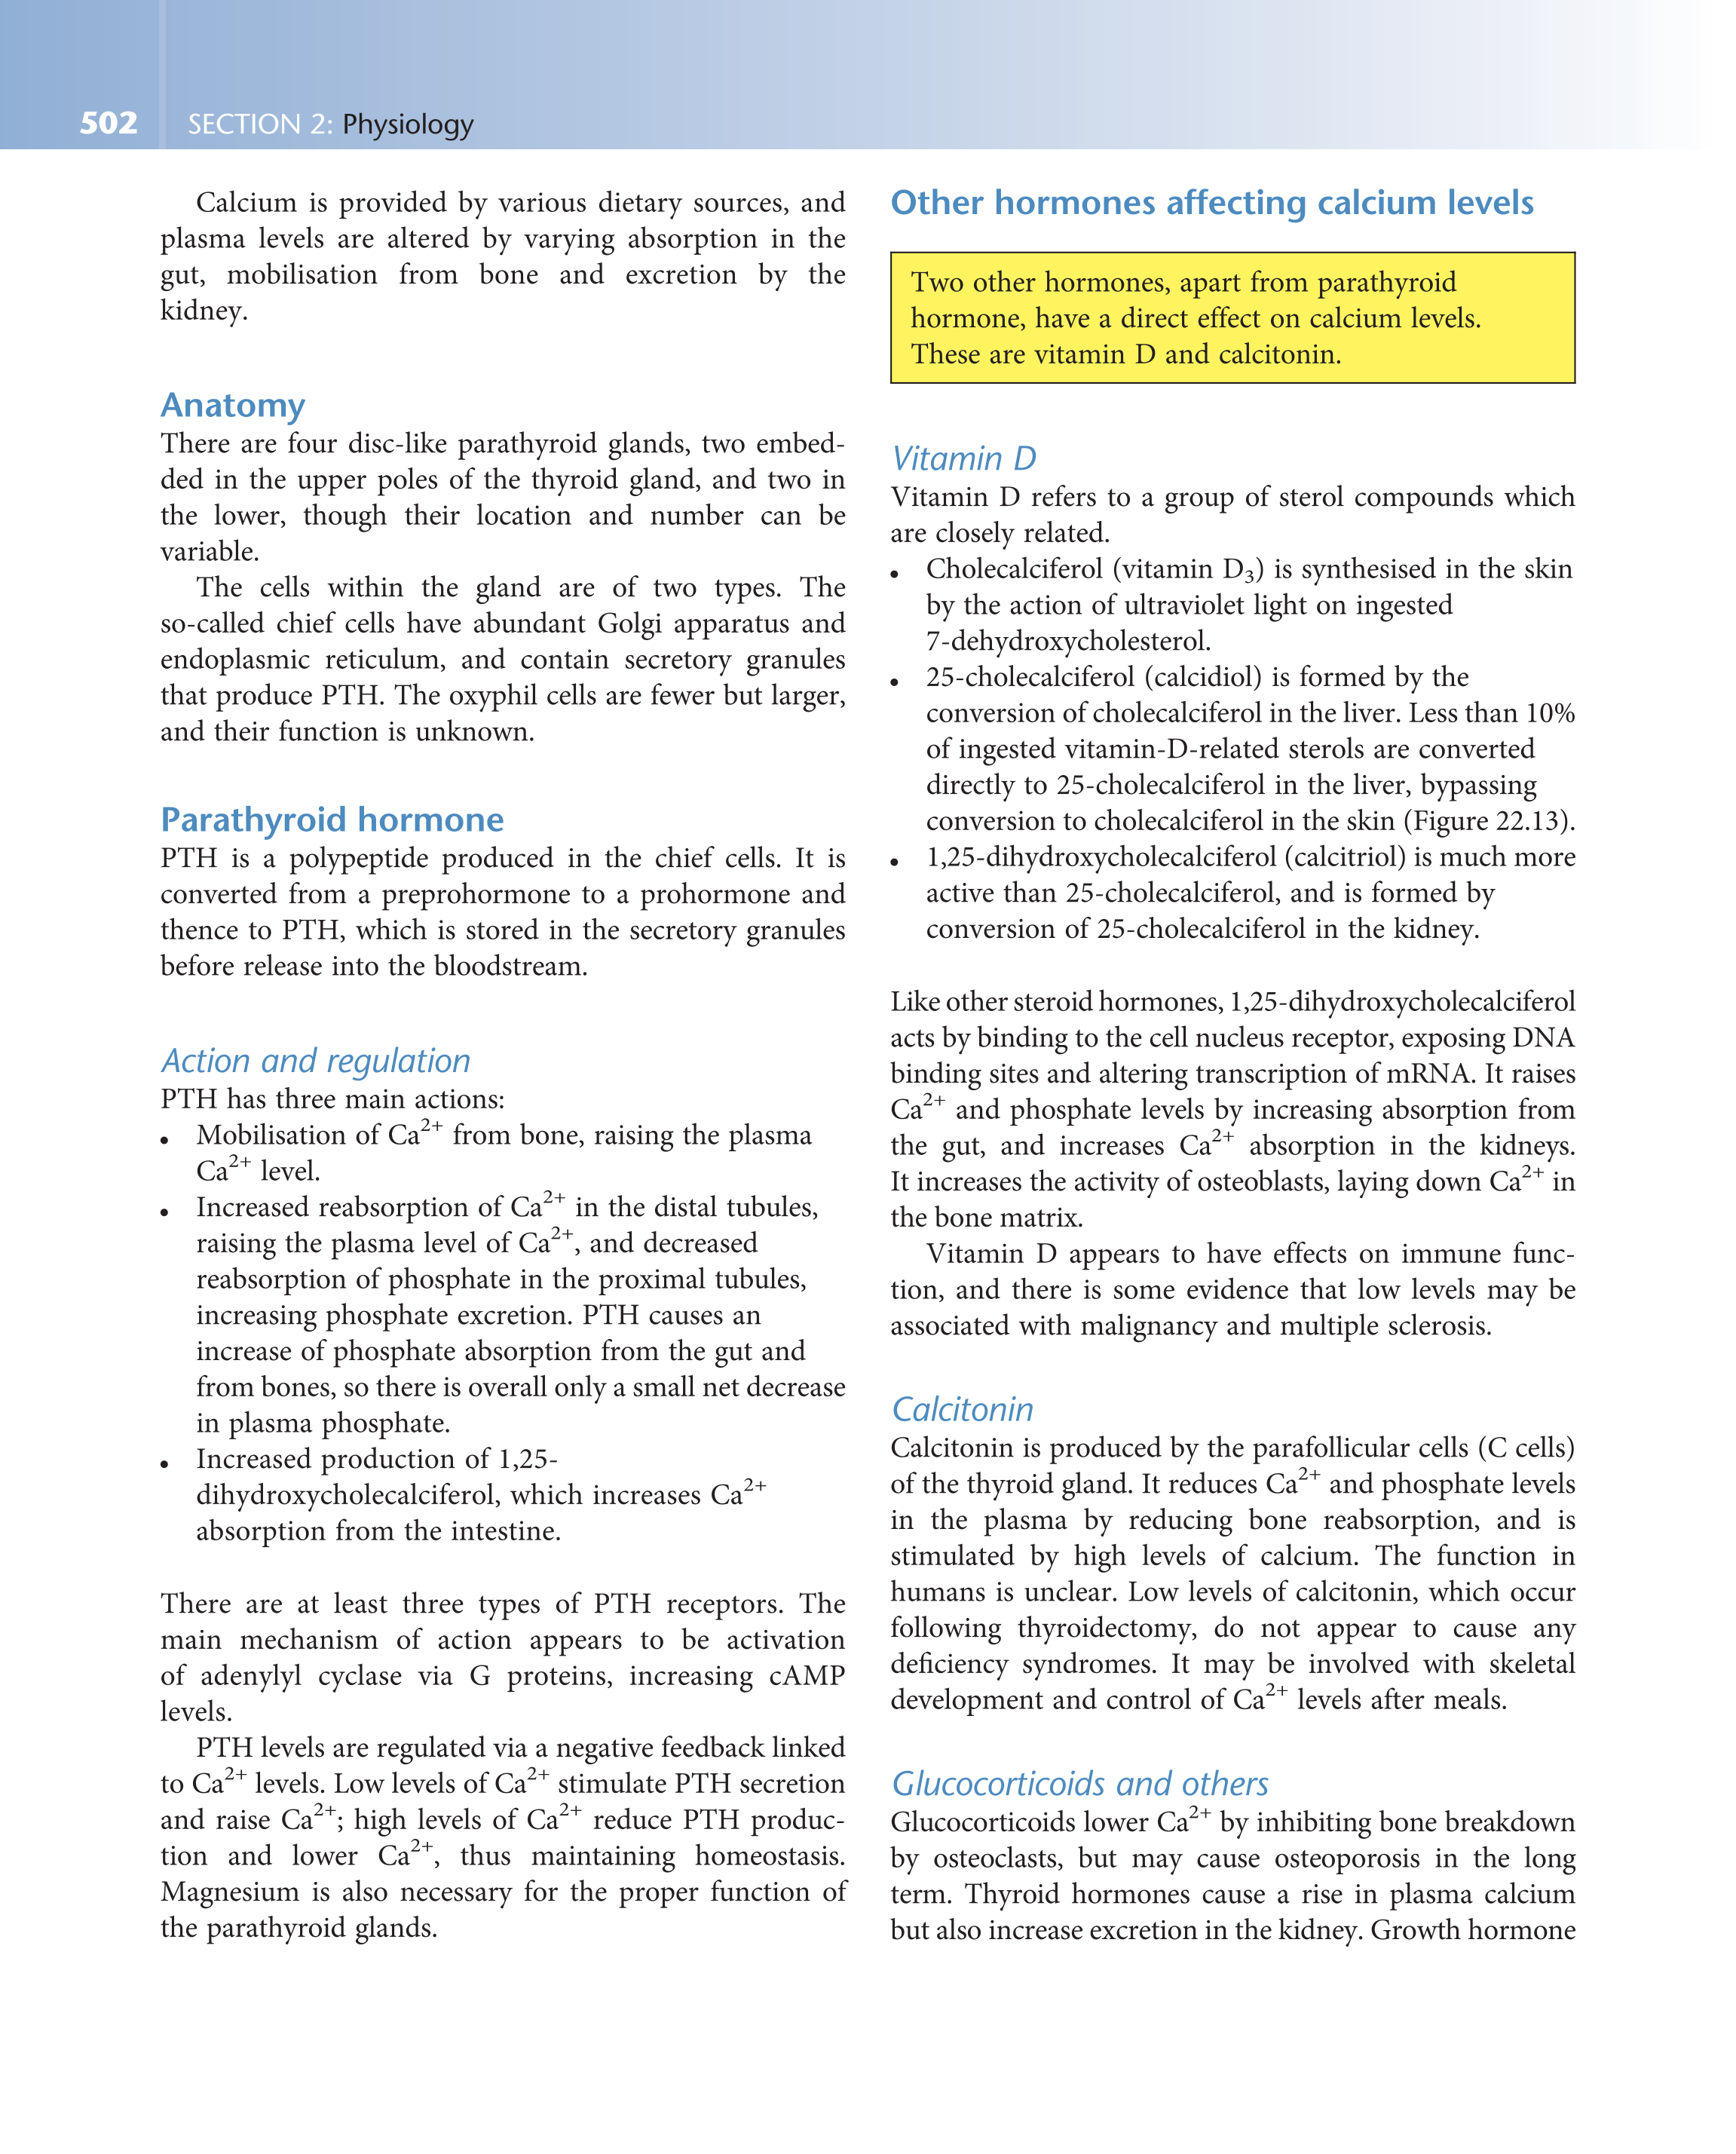 502 SECTION 2: Physiology
Calcium is provided by various dietary sources, and
plasma levels are altered by varying absorption in the
gut, mobilisation from bone and excretion by the
kidney.
Anatomy
There are four disc-like parathyroid glands, two embed-
ded in the upper poles of the thyroid gland, and two in
the lower, though their location and number can be
variable.
The cells within the gland are of two types. The
so-called chief cells have abundant Golgi apparatus and
endoplasmic reticulum, and contain secretory granules
that produce PTH. The oxyphil cells are fewer but larger,
and their function is unknown.
Parathyroid hormone
PTH is a polypeptide produced in the chief cells. It is
converted from a preprohormone to a prohormone and
thence to PTH, which is stored in the secretory granules
before release into the bloodstream.
Action and regulation
PTH has three main actions:
• Mobilisation of Ca²⁺ from bone, raising the plasma
Ca²⁺ level.
• Increased reabsorption of Ca²⁺ in the distal tubules,
raising the plasma level of Ca²⁺, and decreased
reabsorption of phosphate in the proximal tubules,
increasing phosphate excretion. PTH causes an
increase of phosphate absorption from the gut and
from bones, so there is overall only a small net decrease
in plasma phosphate.
• Increased production of 1,25-
dihydroxycholecalciferol, which increases Ca²⁺
absorption from the intestine.
There are at least three types of PTH receptors. The
main mechanism of action appears to be activation
of adenylyl cyclase via G proteins, increasing cAMP
levels.
PTH levels are regulated via a negative feedback linked
to Ca²⁺ levels. Low levels of Ca²⁺ stimulate PTH secretion
and raise Ca²⁺; high levels of Ca²⁺ reduce PTH produc-
tion and lower Ca²⁺, thus maintaining homeostasis.
Magnesium is also necessary for the proper function of
the parathyroid glands.
Other hormones affecting calcium levels
Two other hormones, apart from parathyroid
hormone, have a direct effect on calcium levels.
These are vitamin D and calcitonin.
Vitamin D
Vitamin D refers to a group of sterol compounds which
are closely related.
• Cholecalciferol (vitamin D₃) is synthesised in the skin
by the action of ultraviolet light on ingested
7-dehydroxycholesterol.
• 25-cholecalciferol (calcidiol) is formed by the
conversion of cholecalciferol in the liver. Less than 10%
of ingested vitamin-D-related sterols are converted
directly to 25-cholecalciferol in the liver, bypassing
conversion to cholecalciferol in the skin (Figure 22.13).
• 1,25-dihydroxycholecalciferol (calcitriol) is much more
active than 25-cholecalciferol, and is formed by
conversion of 25-cholecalciferol in the kidney.
Like other steroid hormones, 1,25-dihydroxycholecalciferol
acts by binding to the cell nucleus receptor, exposing DNA
binding sites and altering transcription of mRNA. It raises
Ca²⁺ and phosphate levels by increasing absorption from
the gut, and increases Ca²⁺ absorption in the kidneys.
It increases the activity of osteoblasts, laying down Ca²⁺ in
the bone matrix.
Vitamin D appears to have effects on immune func-
tion, and there is some evidence that low levels may be
associated with malignancy and multiple sclerosis.
Calcitonin
Calcitonin is produced by the parafollicular cells (C cells)
of the thyroid gland. It reduces Ca²⁺ and phosphate levels
in the plasma by reducing bone reabsorption, and is
stimulated by high levels of calcium. The function in
humans is unclear. Low levels of calcitonin, which occur
following thyroidectomy, do not appear to cause any
deficiency syndromes. It may be involved with skeletal
development and control of Ca²⁺ levels after meals.
Glucocorticoids and others
Glucocorticoids lower Ca²⁺ by inhibiting bone breakdown
by osteoclasts, but may cause osteoporosis in the long
term. Thyroid hormones cause a rise in plasma calcium
but also increase excretion in the kidney. Growth hormone